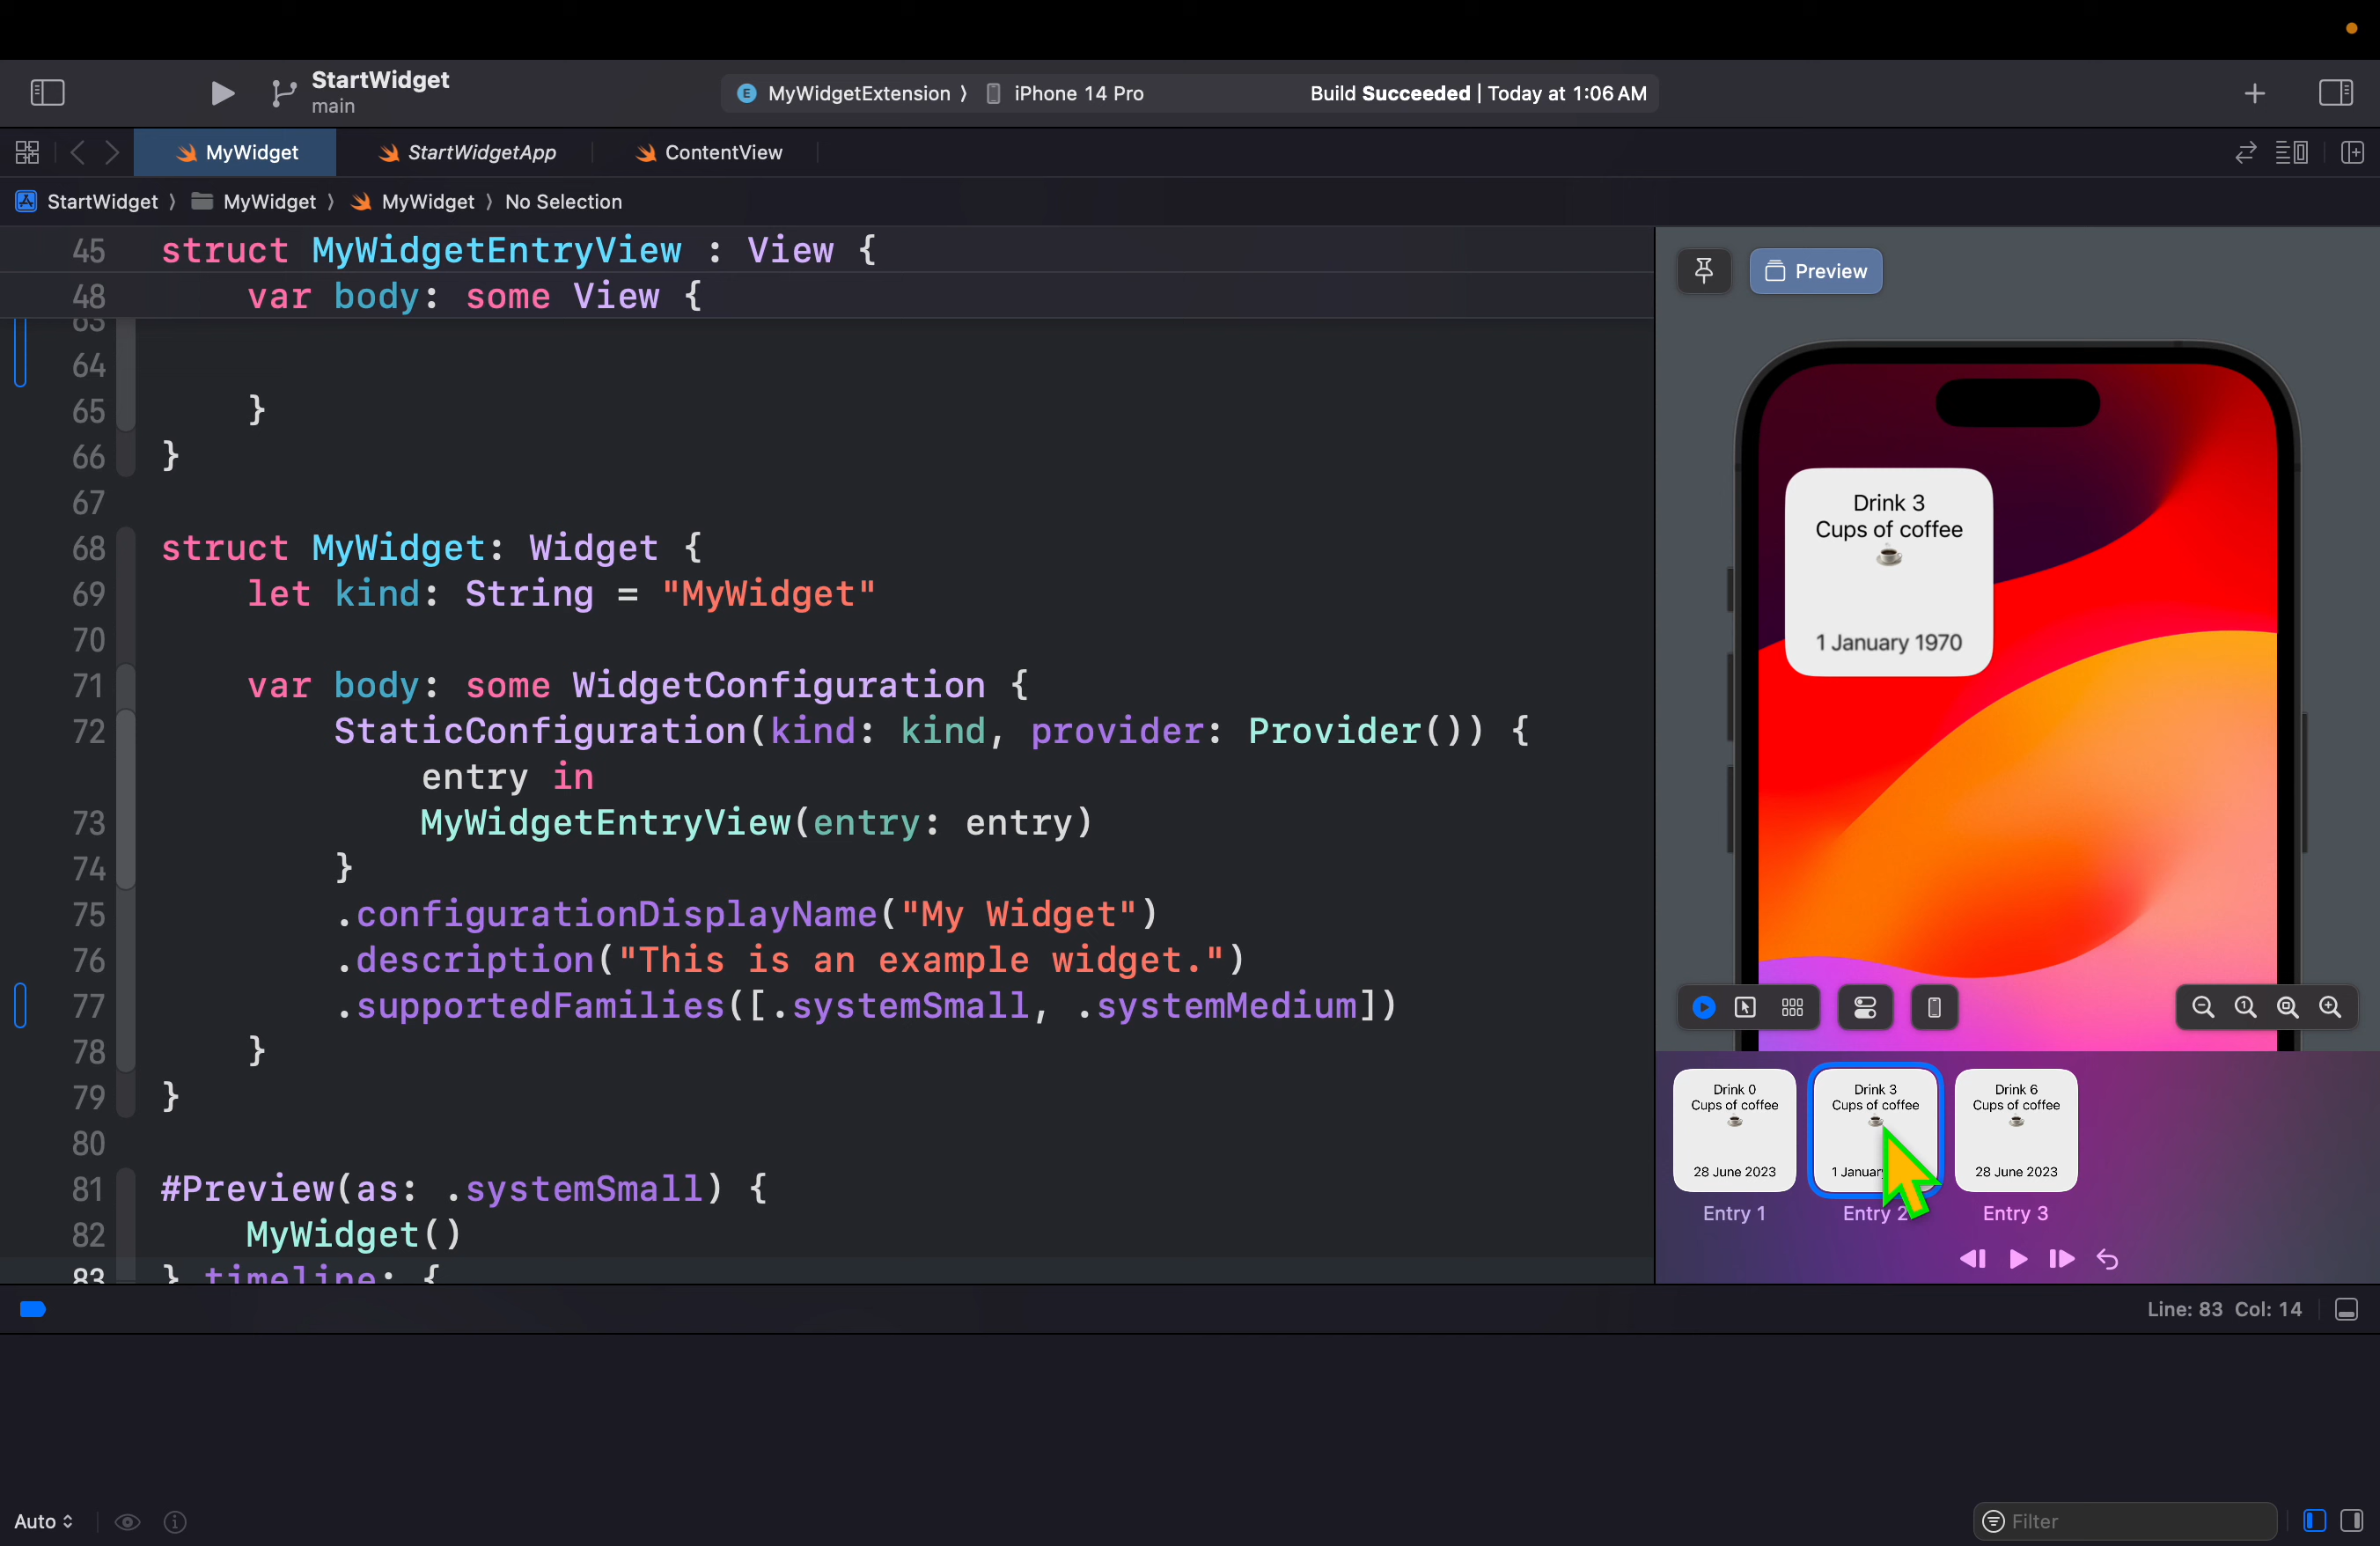 StartWidget
main
MyWidgetExtension ⟩ iPhone 14 Pro
Build Succeeded | Today at 1:06 AM
MyWidget
StartWidgetApp
ContentView
StartWidget ⟩ MyWidget ⟩ MyWidget ⟩ No Selection
45 struct MyWidgetEntryView : View {
48 var body: some View {
63
64
65 }
66 }
67
68 struct MyWidget: Widget {
69 let kind: String = "MyWidget"
70
71 var body: some WidgetConfiguration {
72 StaticConfiguration(kind: kind, provider: Provider()) {
entry in
73 MyWidgetEntryView(entry: entry)
74 }
75 .configurationDisplayName("My Widget")
76 .description("This is an example widget.")
77 .supportedFamilies([.systemSmall, .systemMedium])
78 }
79 }
80
81 #Preview(as: .systemSmall) {
82 MyWidget()
83 } timeline: {
Preview
Drink 3
Cups of coffee
1 January 1970
Drink 0
Cups of coffee
28 June 2023
Entry 1
Drink 3
Cups of coffee
1
Entry 2
Drink 6
Cups of coffee
28 June 2023
Entry 3
Line: 83 Col: 14
Auto
Filter